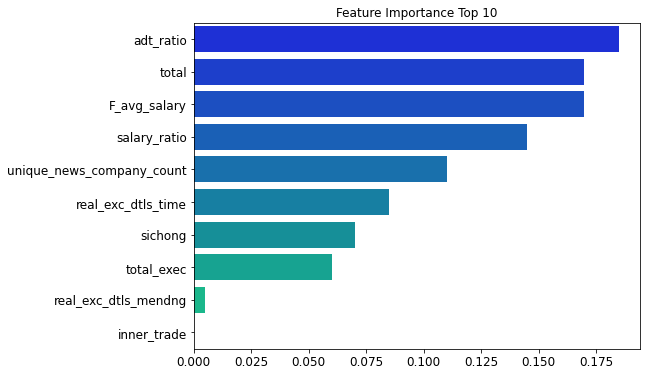 Feature Importance Top 10
adt_ratio
total
F_avg_salary
salary_ratio
unique_news_company_count
real_exc_dtls_time
sichong
total_exec
real_exc_dtls_mendng
inner_trade
0.000 0.025 0.050 0.075 0.100 0.125 0.150 0.175